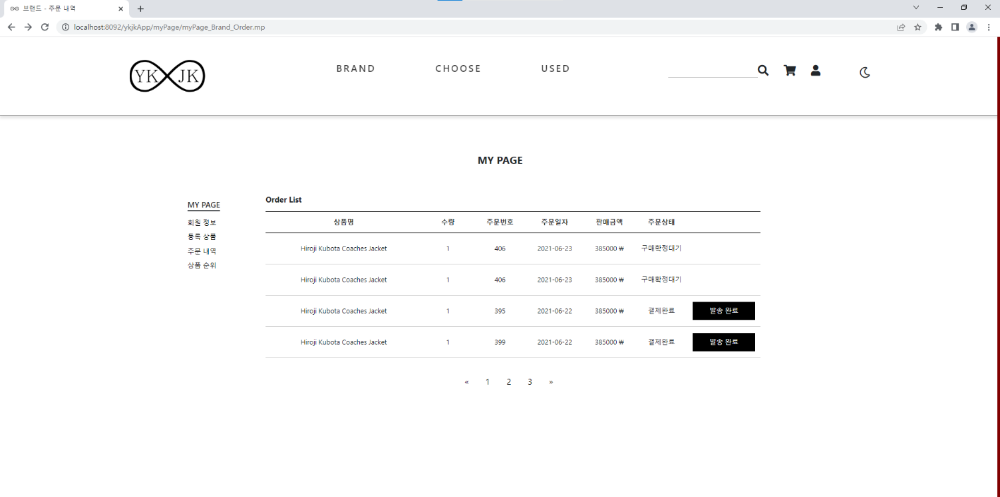 브랜드 - 주문 내역
localhost:8092/ykjkApp/myPage/myPage_Brand_Order.mp
YK JK
BRAND CHOOSE USED
MY PAGE
MY PAGE
회원 정보
등록 상품
주문 내역
상품 순위
Order List
상품명 수량 주문번호 주문일자 판매금액 주문상태
Hiroji Kubota Coaches Jacket 1 406 2021-06-23 385000 ₩ 구매확정대기
Hiroji Kubota Coaches Jacket 1 406 2021-06-23 385000 ₩ 구매확정대기
Hiroji Kubota Coaches Jacket 1 395 2021-06-22 385000 ₩ 결제완료 발송 완료
Hiroji Kubota Coaches Jacket 1 399 2021-06-22 385000 ₩ 결제완료 발송 완료
« 1 2 3 »